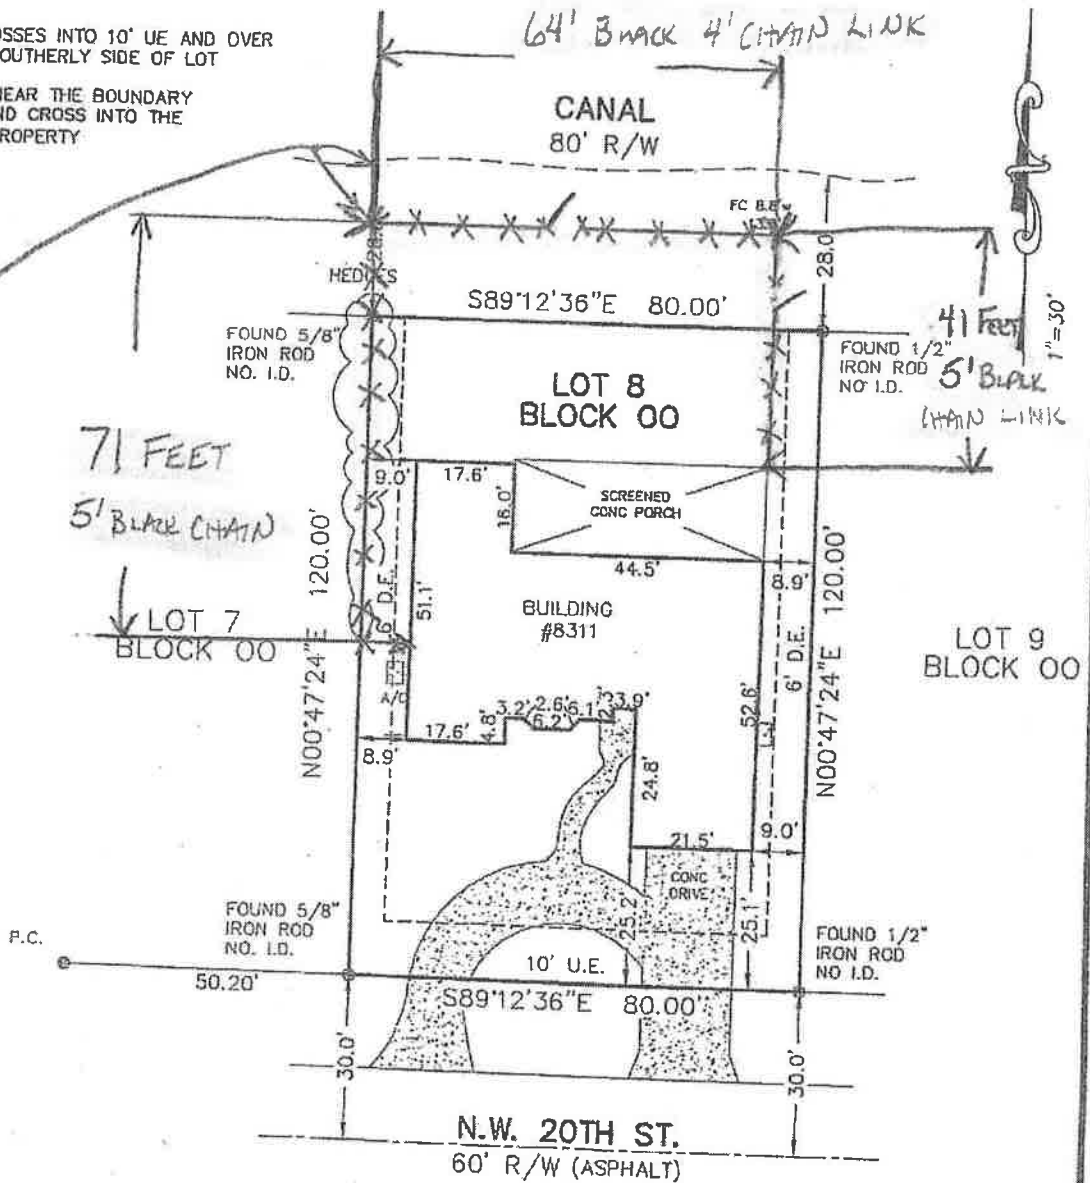 OSSES INTO 10' UE AND OVER
OUTHERLY SIDE OF LOT
NEAR THE BOUNDARY
ND CROSS INTO THE
ROPERTY
64' BLACK 4' CHAIN LINK
CANAL
80' R/W
FC 8.8'
28.0
28.0
HEDGES
S89°12'36"E 80.00'
FOUND 5/8"
IRON ROD
NO. I.D.
FOUND 1/2"
IRON ROD
NO I.D.
41 FEET
5' BLACK
CHAIN LINK
1"=30'
LOT 8
BLOCK OO
71 FEET
5' BLACK CHAIN
9.0'
17.6'
16.0'
SCREENED
CONC PORCH
44.5'
8.9'
120.00'
N00°47'24"E
120.00'
N00°47'24"E
6' D.E.
6' D.E.
51.1'
BUILDING
#8311
LOT 7
BLOCK OO
LOT 9
BLOCK OO
A/C
52.6'
3.2'
2.6'
6.2'
6.1'
3.9'
17.6'
4.8'
8.9'
24.8'
21.5'
9.0'
CONC
DRIVE
25.2'
25.1'
FOUND 5/8"
IRON ROD
NO. I.D.
FOUND 1/2"
IRON ROD
NO I.D.
P.C.
50.20'
10' U.E.
S89°12'36"E 80.00'
30.0'
30.0'
N.W. 20TH ST.
60' R/W (ASPHALT)